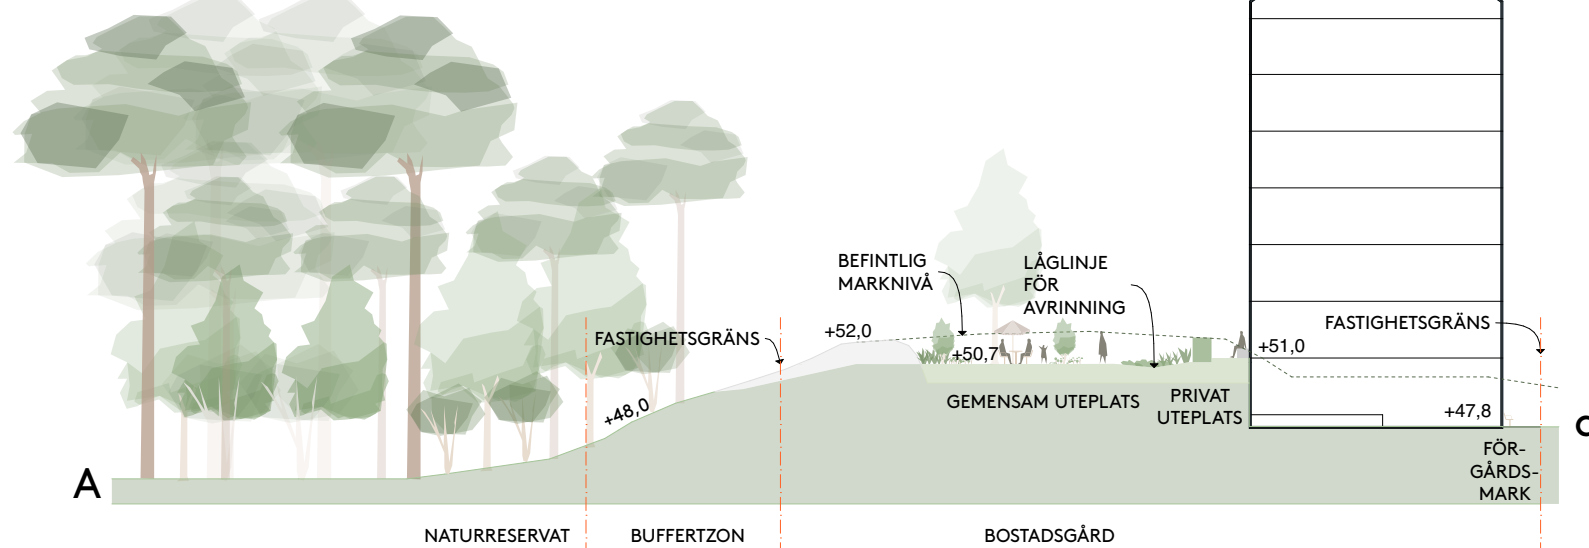 BEFINTLIG
MARKNIVÅ
LÅGLINJE
FÖR
AVRINNING
FASTIGHETSGRÄNS
+52,0
+50,7
+51,0
FASTIGHETSGRÄNS
+48,0
GEMENSAM UTEPLATS
PRIVAT
UTEPLATS
+47,8
FÖR-
GÅRDS-
MARK
A
NATURRESERVAT
BUFFERTZON
BOSTADSGÅRD